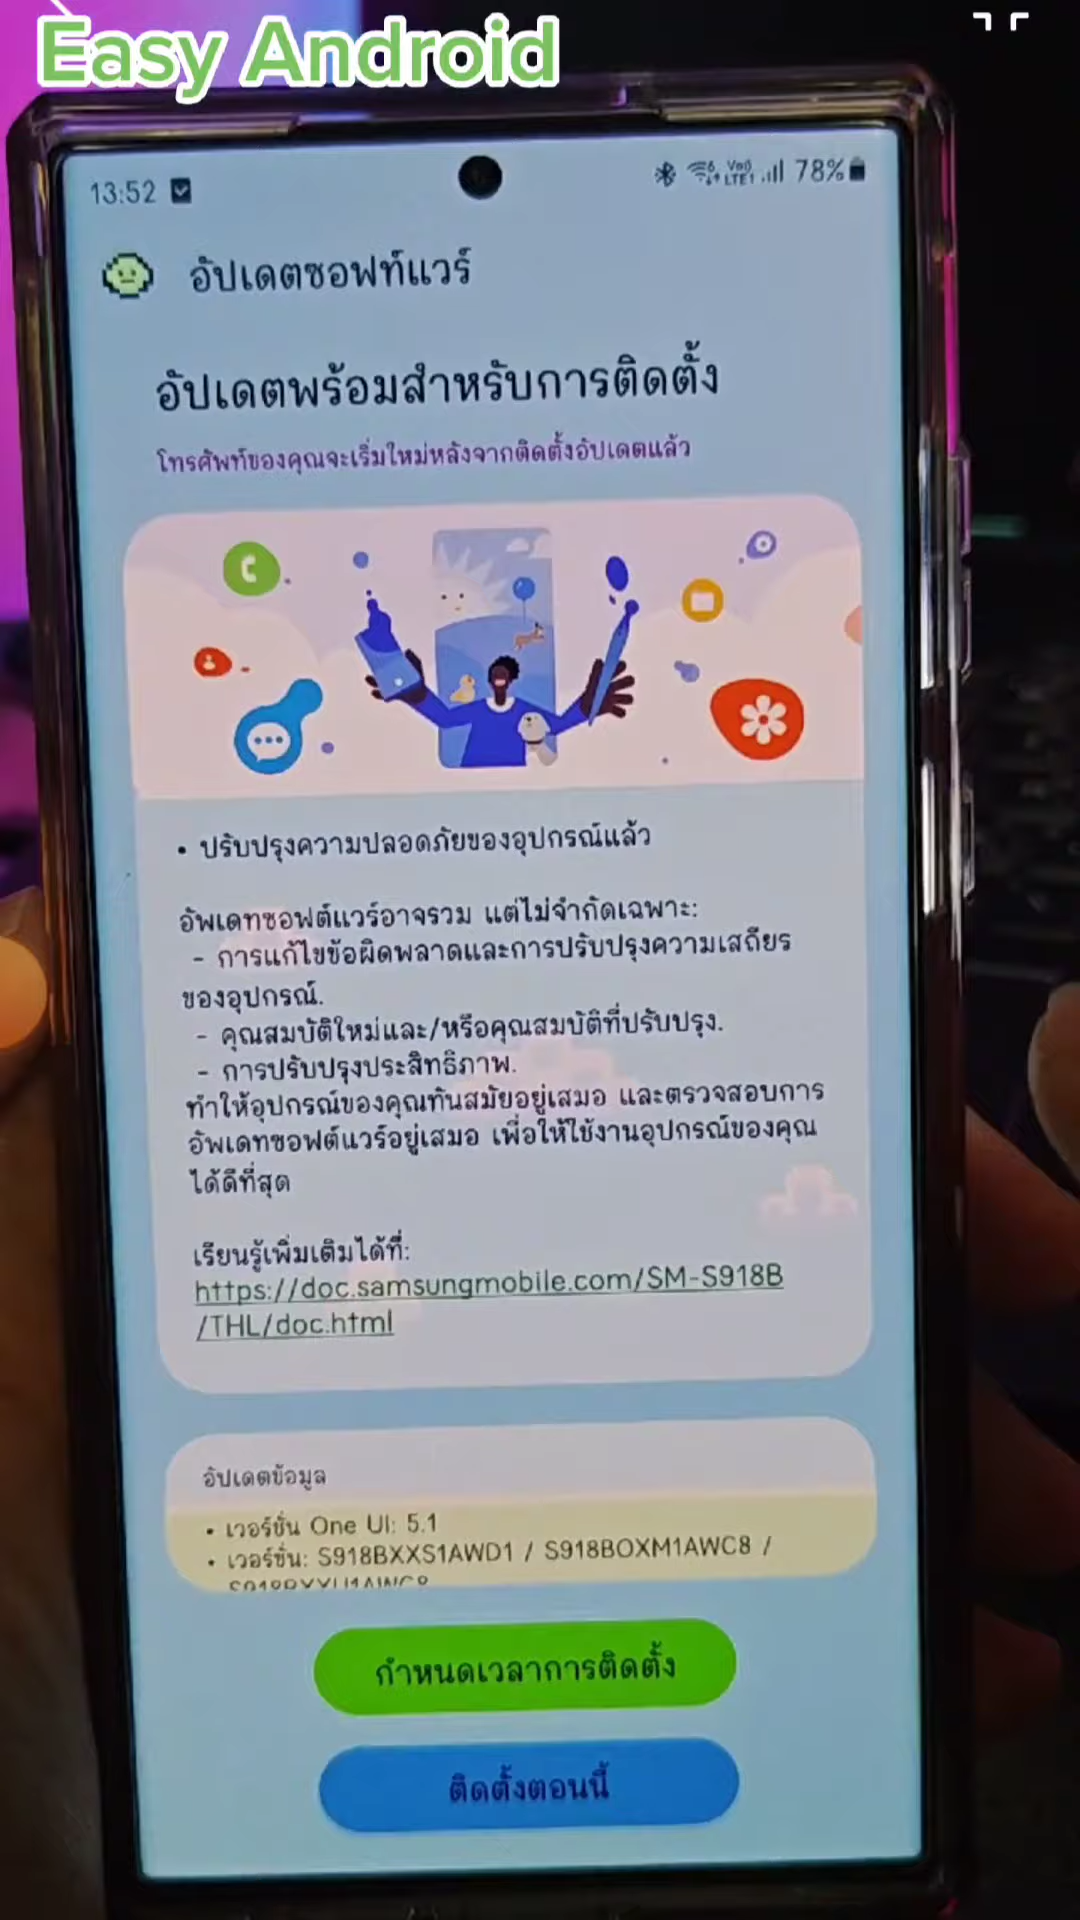 Easy Android
13:52
78%
อัปเดตซอฟท์แวร์
อัปเดตพร้อมสำหรับการติดตั้ง
โทรศัพท์ของคุณจะเริ่มใหม่หลังจากติดตั้งอัปเดตแล้ว
• ปรับปรุงความปลอดภัยของอุปกรณ์แล้ว
อัพเดทซอฟต์แวร์อาจรวม แต่ไม่จำกัดเฉพาะ:
- การแก้ไขข้อผิดพลาดและการปรับปรุงความเสถียร
ของอุปกรณ์.
- คุณสมบัติใหม่และ/หรือคุณสมบัติที่ปรับปรุง.
- การปรับปรุงประสิทธิภาพ.
ทำให้อุปกรณ์ของคุณทันสมัยอยู่เสมอ และตรวจสอบการ
อัพเดทซอฟต์แวร์อยู่เสมอ เพื่อให้ใช้งานอุปกรณ์ของคุณ
ได้ดีที่สุด
เรียนรู้เพิ่มเติมได้ที่:
https://doc.samsungmobile.com/SM-S918B
/THL/doc.html
อัปเดตข้อมูล
• เวอร์ชั่น One UI: 5.1
• เวอร์ชั่น: S918BXXS1AWD1 / S918BOXM1AWC8 /
กำหนดเวลาการติดตั้ง
ติดตั้งตอนนี้